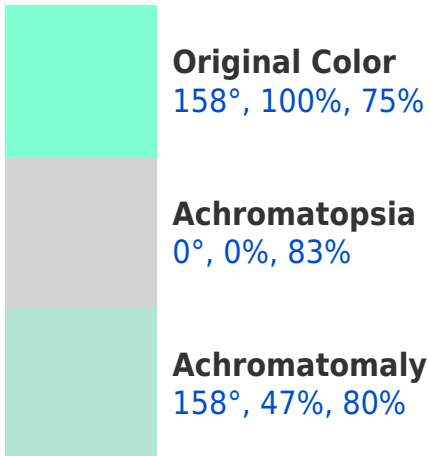 Original Color
158°, 100%, 75%
Achromatopsia
0°, 0%, 83%
Achromatomaly
158°, 47%, 80%